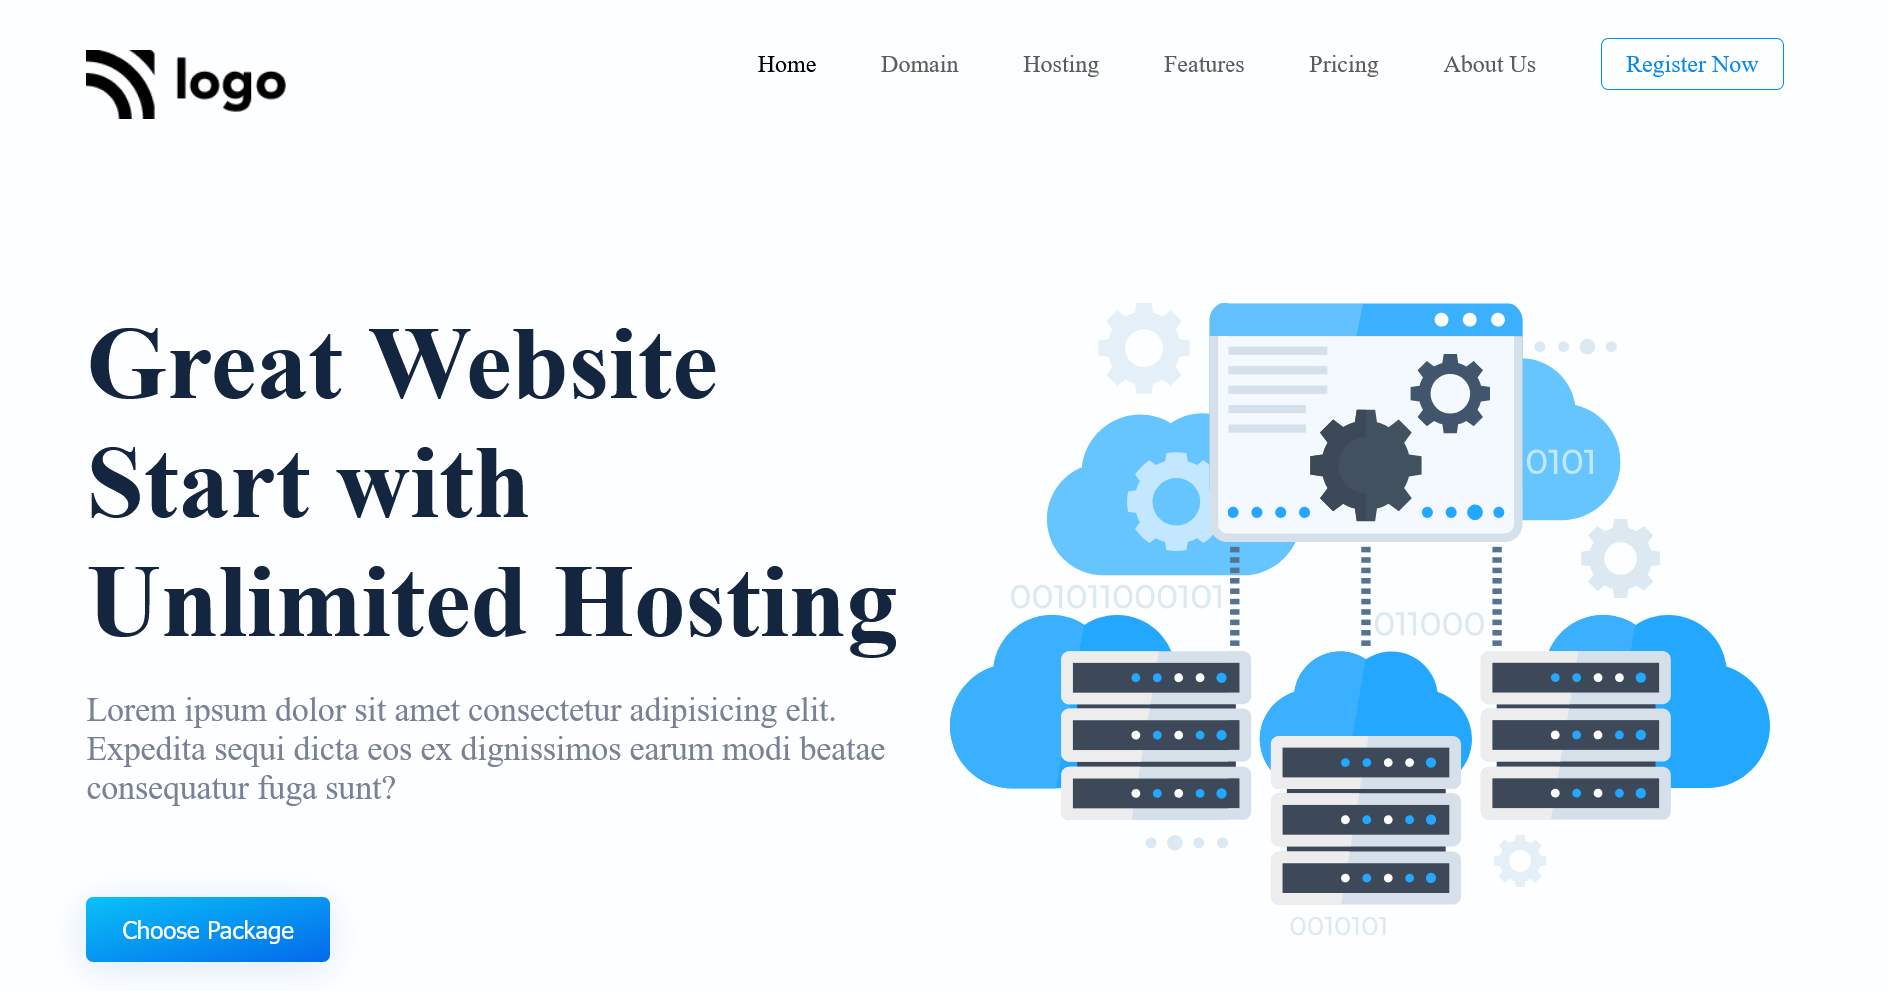 logo
Home Domain Hosting Features Pricing About Us Register Now
Great Website
Start with
Unlimited Hosting
Lorem ipsum dolor sit amet consectetur adipisicing elit.
Expedita sequi dicta eos ex dignissimos earum modi beatae
consequatur fuga sunt?
Choose Package
0101
001011000101
011000
0010101